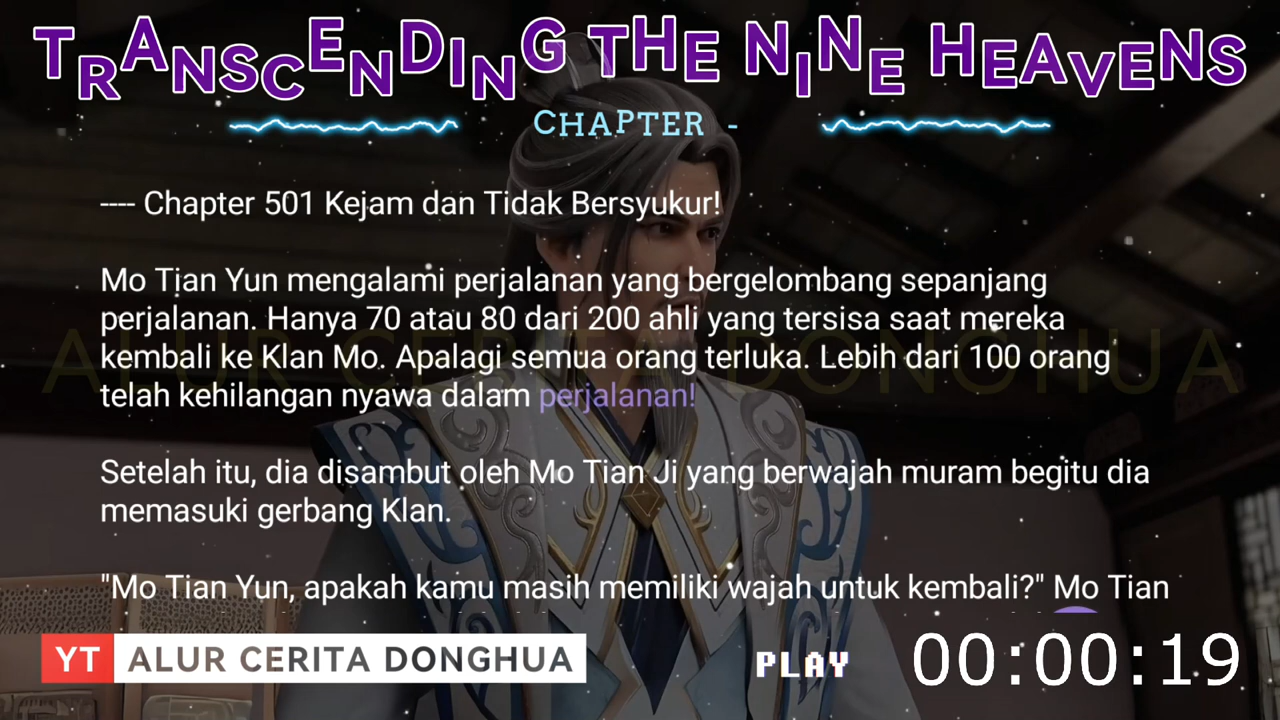 TRANSCENDING THE NINE HEAVENS
CHAPTER -
---- Chapter 501 Kejam dan Tidak Bersyukur!
Mo Tian Yun mengalami perjalanan yang bergelombang sepanjang
perjalanan. Hanya 70 atau 80 dari 200 ahli yang tersisa saat mereka
kembali ke Klan Mo. Apalagi semua orang terluka. Lebih dari 100 orang
telah kehilangan nyawa dalam perjalanan!
Setelah itu, dia disambut oleh Mo Tian Ji yang berwajah muram begitu dia
memasuki gerbang Klan.
"Mo Tian Yun, apakah kamu masih memiliki wajah untuk kembali?" Mo Tian
ALUR CERITA DONGHUA
YT ALUR CERITA DONGHUA
PLAY 00:00:19